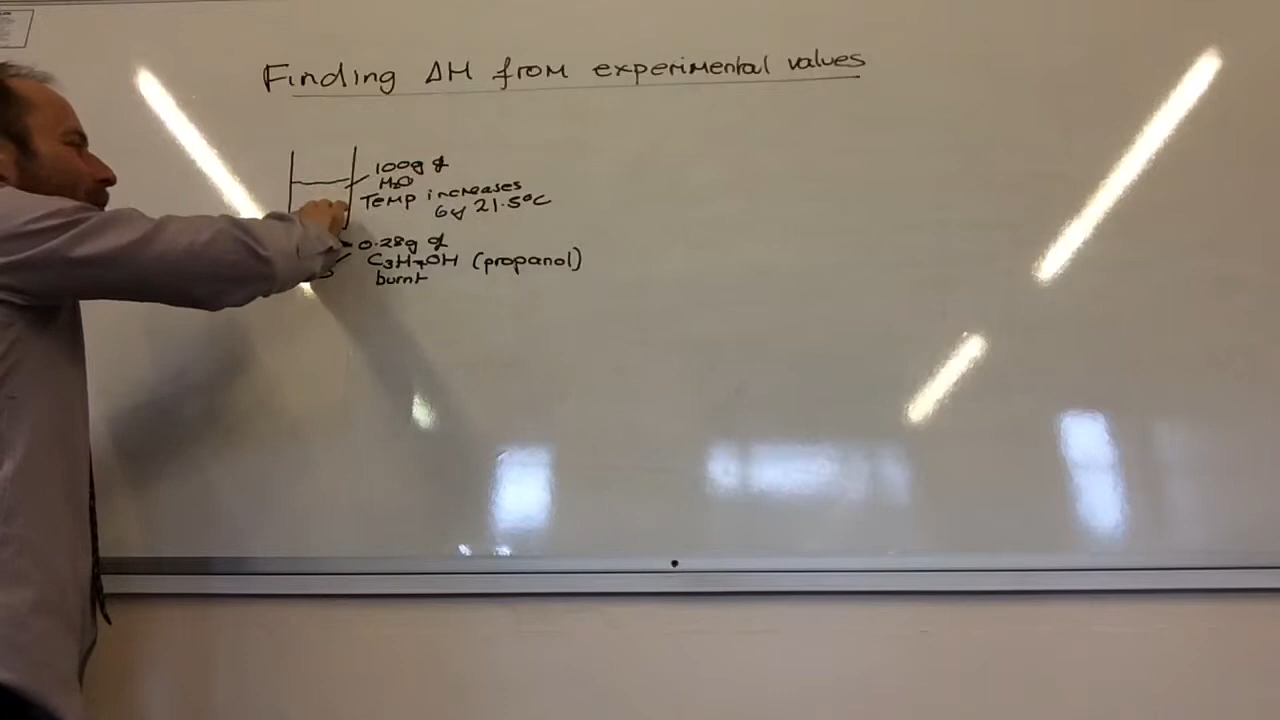 Finding ΔH from experimental values
100g of
H₂O
Temp increases
by 21.5°C
0.28g of
C₃H₇OH (propanol)
burnt